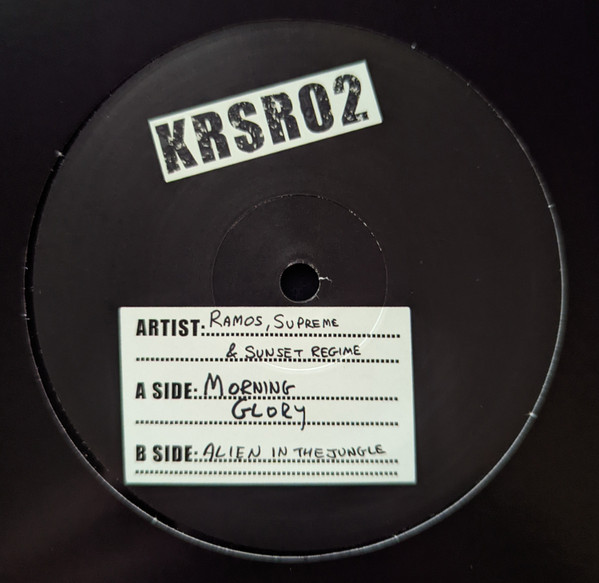 KRSR02
ARTIST: RAMOS, SUPREME
& SUNSET REGIME
A SIDE: MORNING
GLORY
B SIDE: ALIEN IN THE JUNGLE